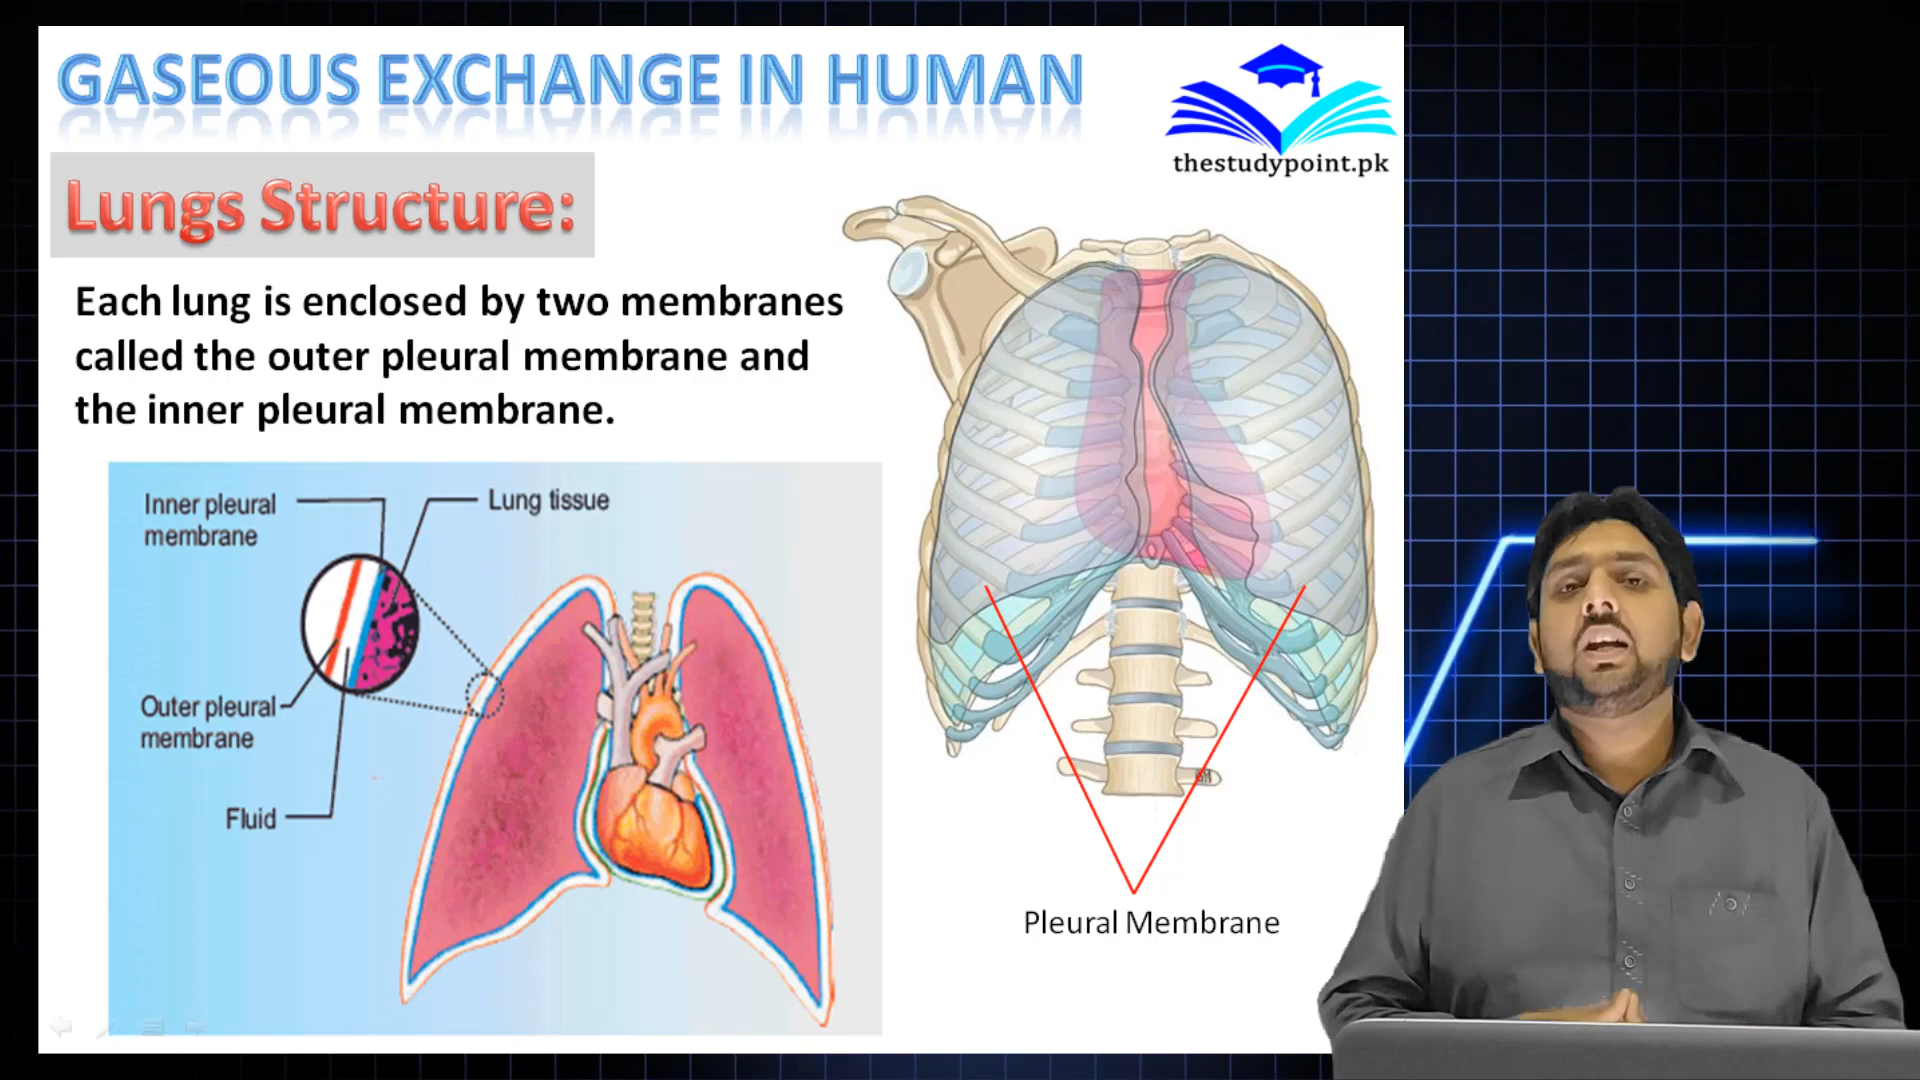 GASEOUS EXCHANGE IN HUMAN
thestudypoint.pk
Lungs Structure:
Each lung is enclosed by two membranes
called the outer pleural membrane and
the inner pleural membrane.
Inner pleural
membrane
Lung tissue
Outer pleural
membrane
Fluid
Pleural Membrane